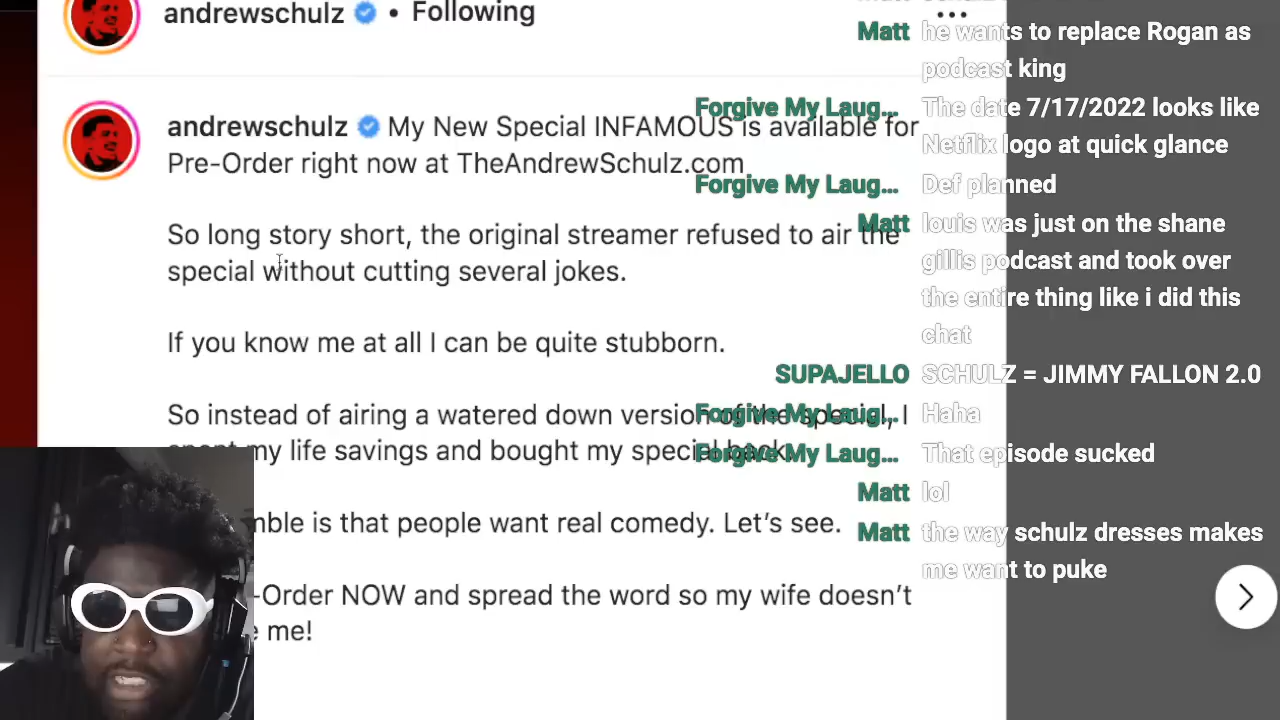 andrewschulz • Following
...
andrewschulz My New Special INFAMOUS is available for
Pre-Order right now at TheAndrewSchulz.com
So long story short, the original streamer refused to air the
special without cutting several jokes.
If you know me at all I can be quite stubborn.
So instead of airing a watered down version of the special, I
spent my life savings and bought my special back.
mble is that people want real comedy. Let's see.
-Order NOW and spread the word so my wife doesn't
e me!
Matt he wants to replace Rogan as
podcast king
Forgive My Laug... The date 7/17/2022 looks like
Netflix logo at quick glance
Forgive My Laug... Def planned
Matt louis was just on the shane
gillis podcast and took over
the entire thing like i did this
chat
SUPAJELLO SCHULZ = JIMMY FALLON 2.0
Forgive My Laug... Haha
Forgive My Laug... That episode sucked
Matt lol
Matt the way schulz dresses makes
me want to puke